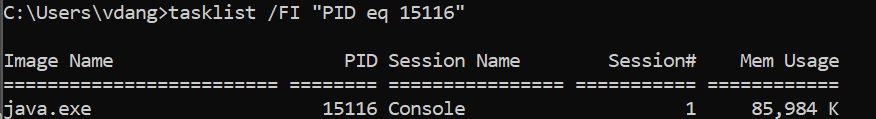 C:\Users\vdang>tasklist /FI "PID eq 15116"
Image Name                     PID Session Name        Session#    Mem Usage
========================= ======== ================ =========== ============
java.exe                     15116 Console                    1     85,984 K